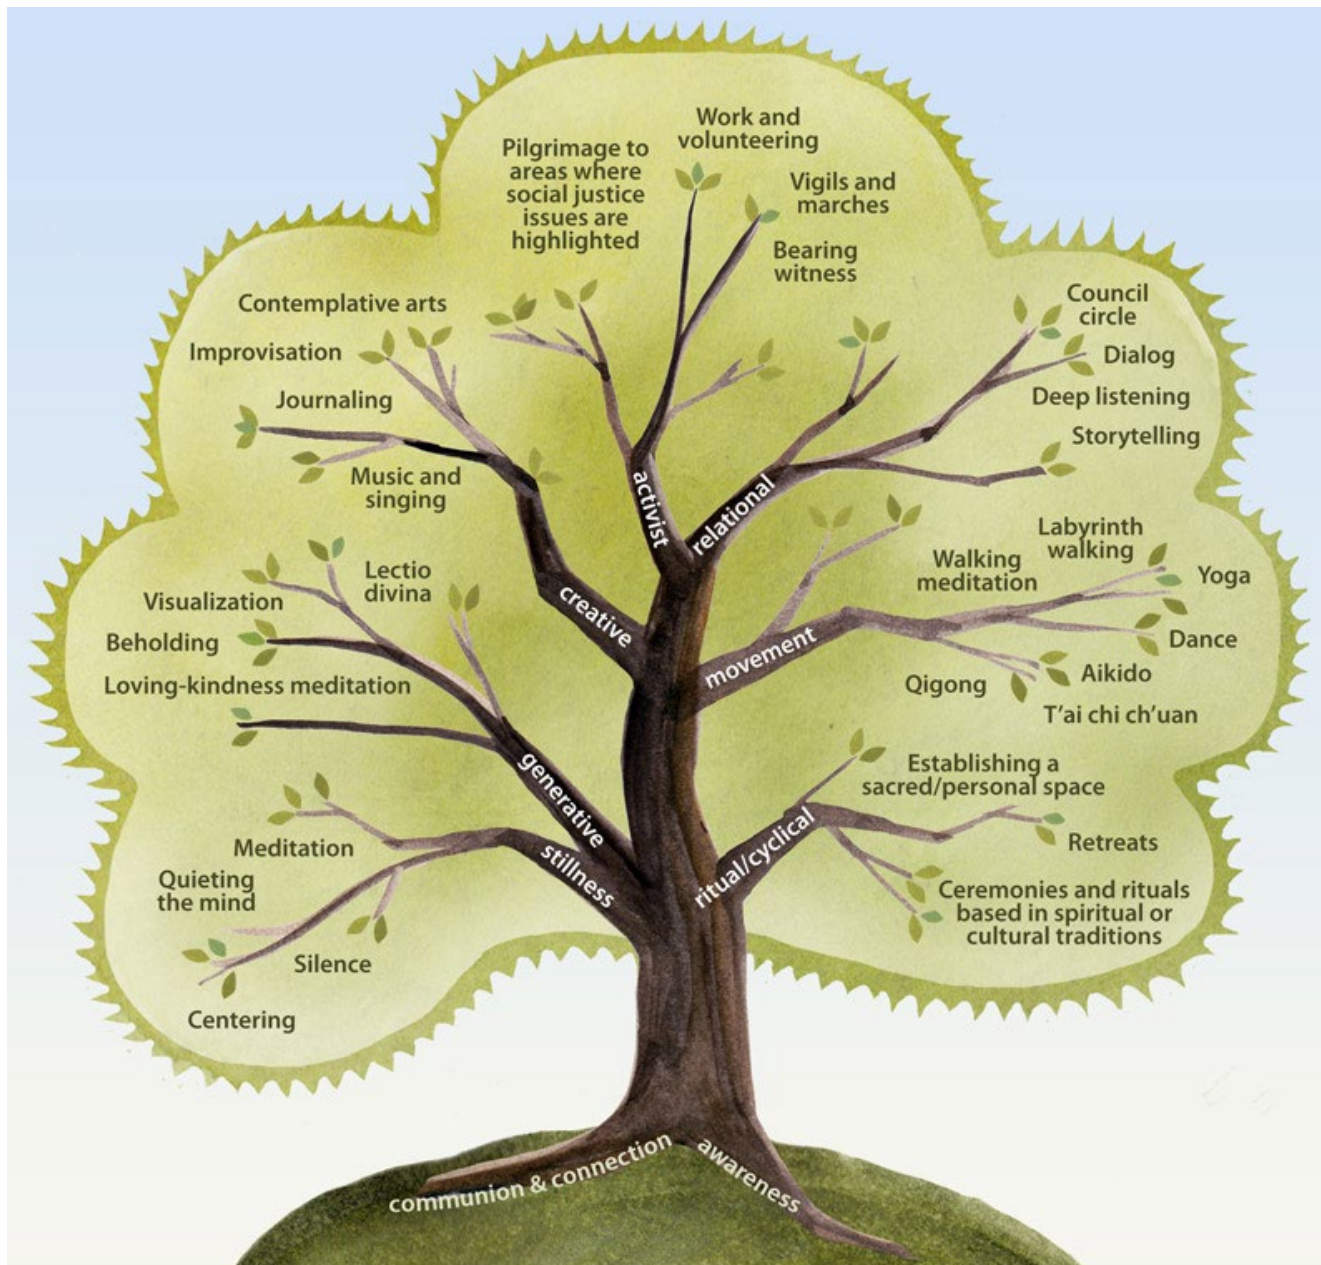 Work and
volunteering
Pilgrimage to
areas where
social justice
issues are
highlighted
Vigils and
marches
Bearing
witness
Contemplative arts
Improvisation
Journaling
Music and
singing
Council
circle
Dialog
Deep listening
Storytelling
activist
relational
Labyrinth
walking
Walking
meditation
Yoga
Dance
Aikido
Qigong
T'ai chi ch'uan
creative
movement
Lectio
divina
Visualization
Beholding
Loving-kindness meditation
generative
Establishing a
sacred/personal space
Retreats
Ceremonies and rituals
based in spiritual or
cultural traditions
ritual/cyclical
stillness
Meditation
Quieting
the mind
Silence
Centering
communion & connection
awareness